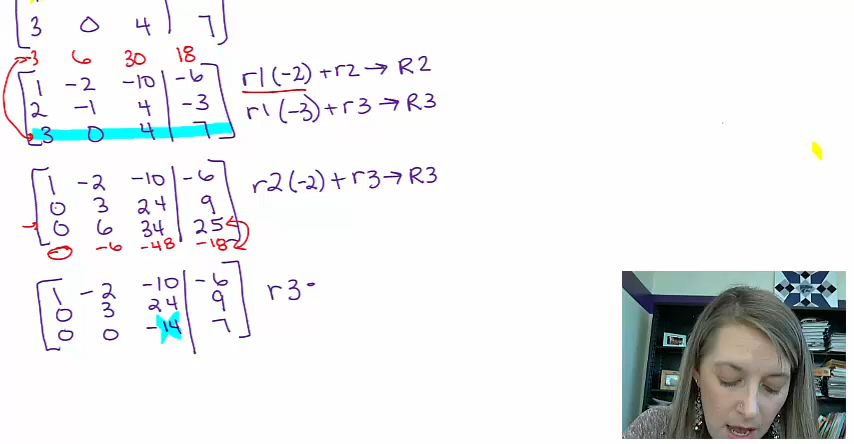 3 0 4 | 7
-3 6 30 18
1 -2 -10 | -6 r1(-2)+r2→R2
2 -1 4 | -3 r1(-3)+r3→R3
3 0 4 | 7
1 -2 -10 | -6
0 3 24 | 9 r2(-2)+r3→R3
0 6 34 | 25
0 -6 -48 -18
1 -2 -10 | -6 r3
0 3 24 | 9
0 0 -14 | 7